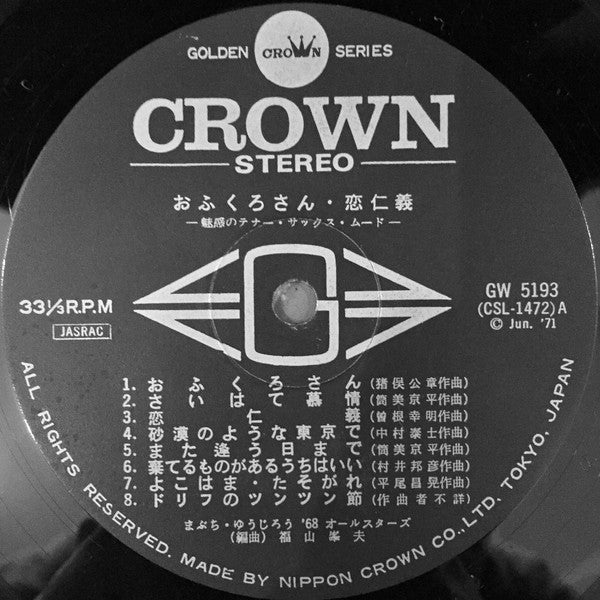 GOLDEN CROWN SERIES
CROWN
STEREO
おふくろさん・恋仁義
—魅惑のテナー・サックス・ムード—
G
33⅓R.P.M
JASRAC
GW 5193
(CSL-1472)A
© Jun. '71
1. おふくろさん(猪俣公章作曲)
2. さいはて慕情(筒美京平作曲)
3. 恋仁義(曽根幸明作曲)
4. 砂漠のような東京で(中村泰士作曲)
5. また逢う日まで(筒美京平作曲)
6. 棄てるものがあるうちはいい(村井邦彦作曲)
7. よこはま・たそがれ(平尾昌晃作曲)
8. ドリフのツンツン節(作曲者不詳)
まぶち・ゆうじろう '68 オールスターズ
(編曲) 福山峯夫
ALL RIGHTS RESERVED. MADE BY NIPPON CROWN CO., LTD. TOKYO, JAPAN